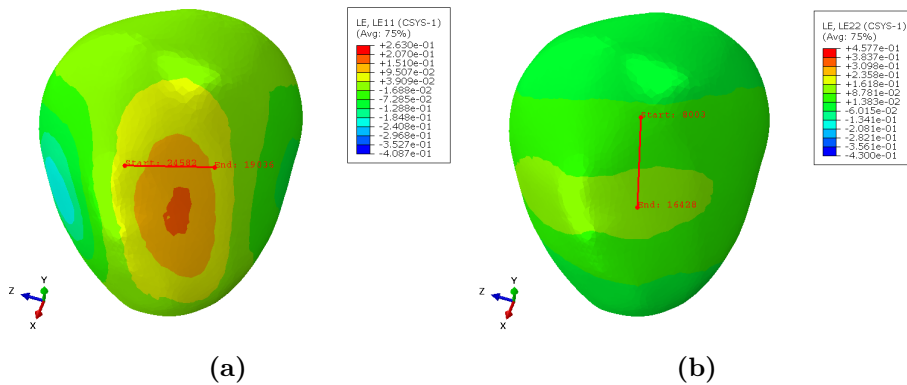 LE, LE11 (CSYS-1)
(Avg: 75%)
+2.630e-01
+2.070e-01
+1.510e-01
+9.507e-02
+3.909e-02
-1.688e-02
-7.285e-02
-1.288e-01
-1.848e-01
-2.408e-01
-2.968e-01
-3.527e-01
-4.087e-01
Start: 24582
End: 19016
Y
Z
X
(a)
LE, LE22 (CSYS-1)
(Avg: 75%)
+4.577e-01
+3.837e-01
+3.098e-01
+2.358e-01
+1.618e-01
+8.781e-02
+1.383e-02
-6.015e-02
-1.341e-01
-2.081e-01
-2.821e-01
-3.561e-01
-4.300e-01
Start: 8003
End: 16428
Y
Z
X
(b)